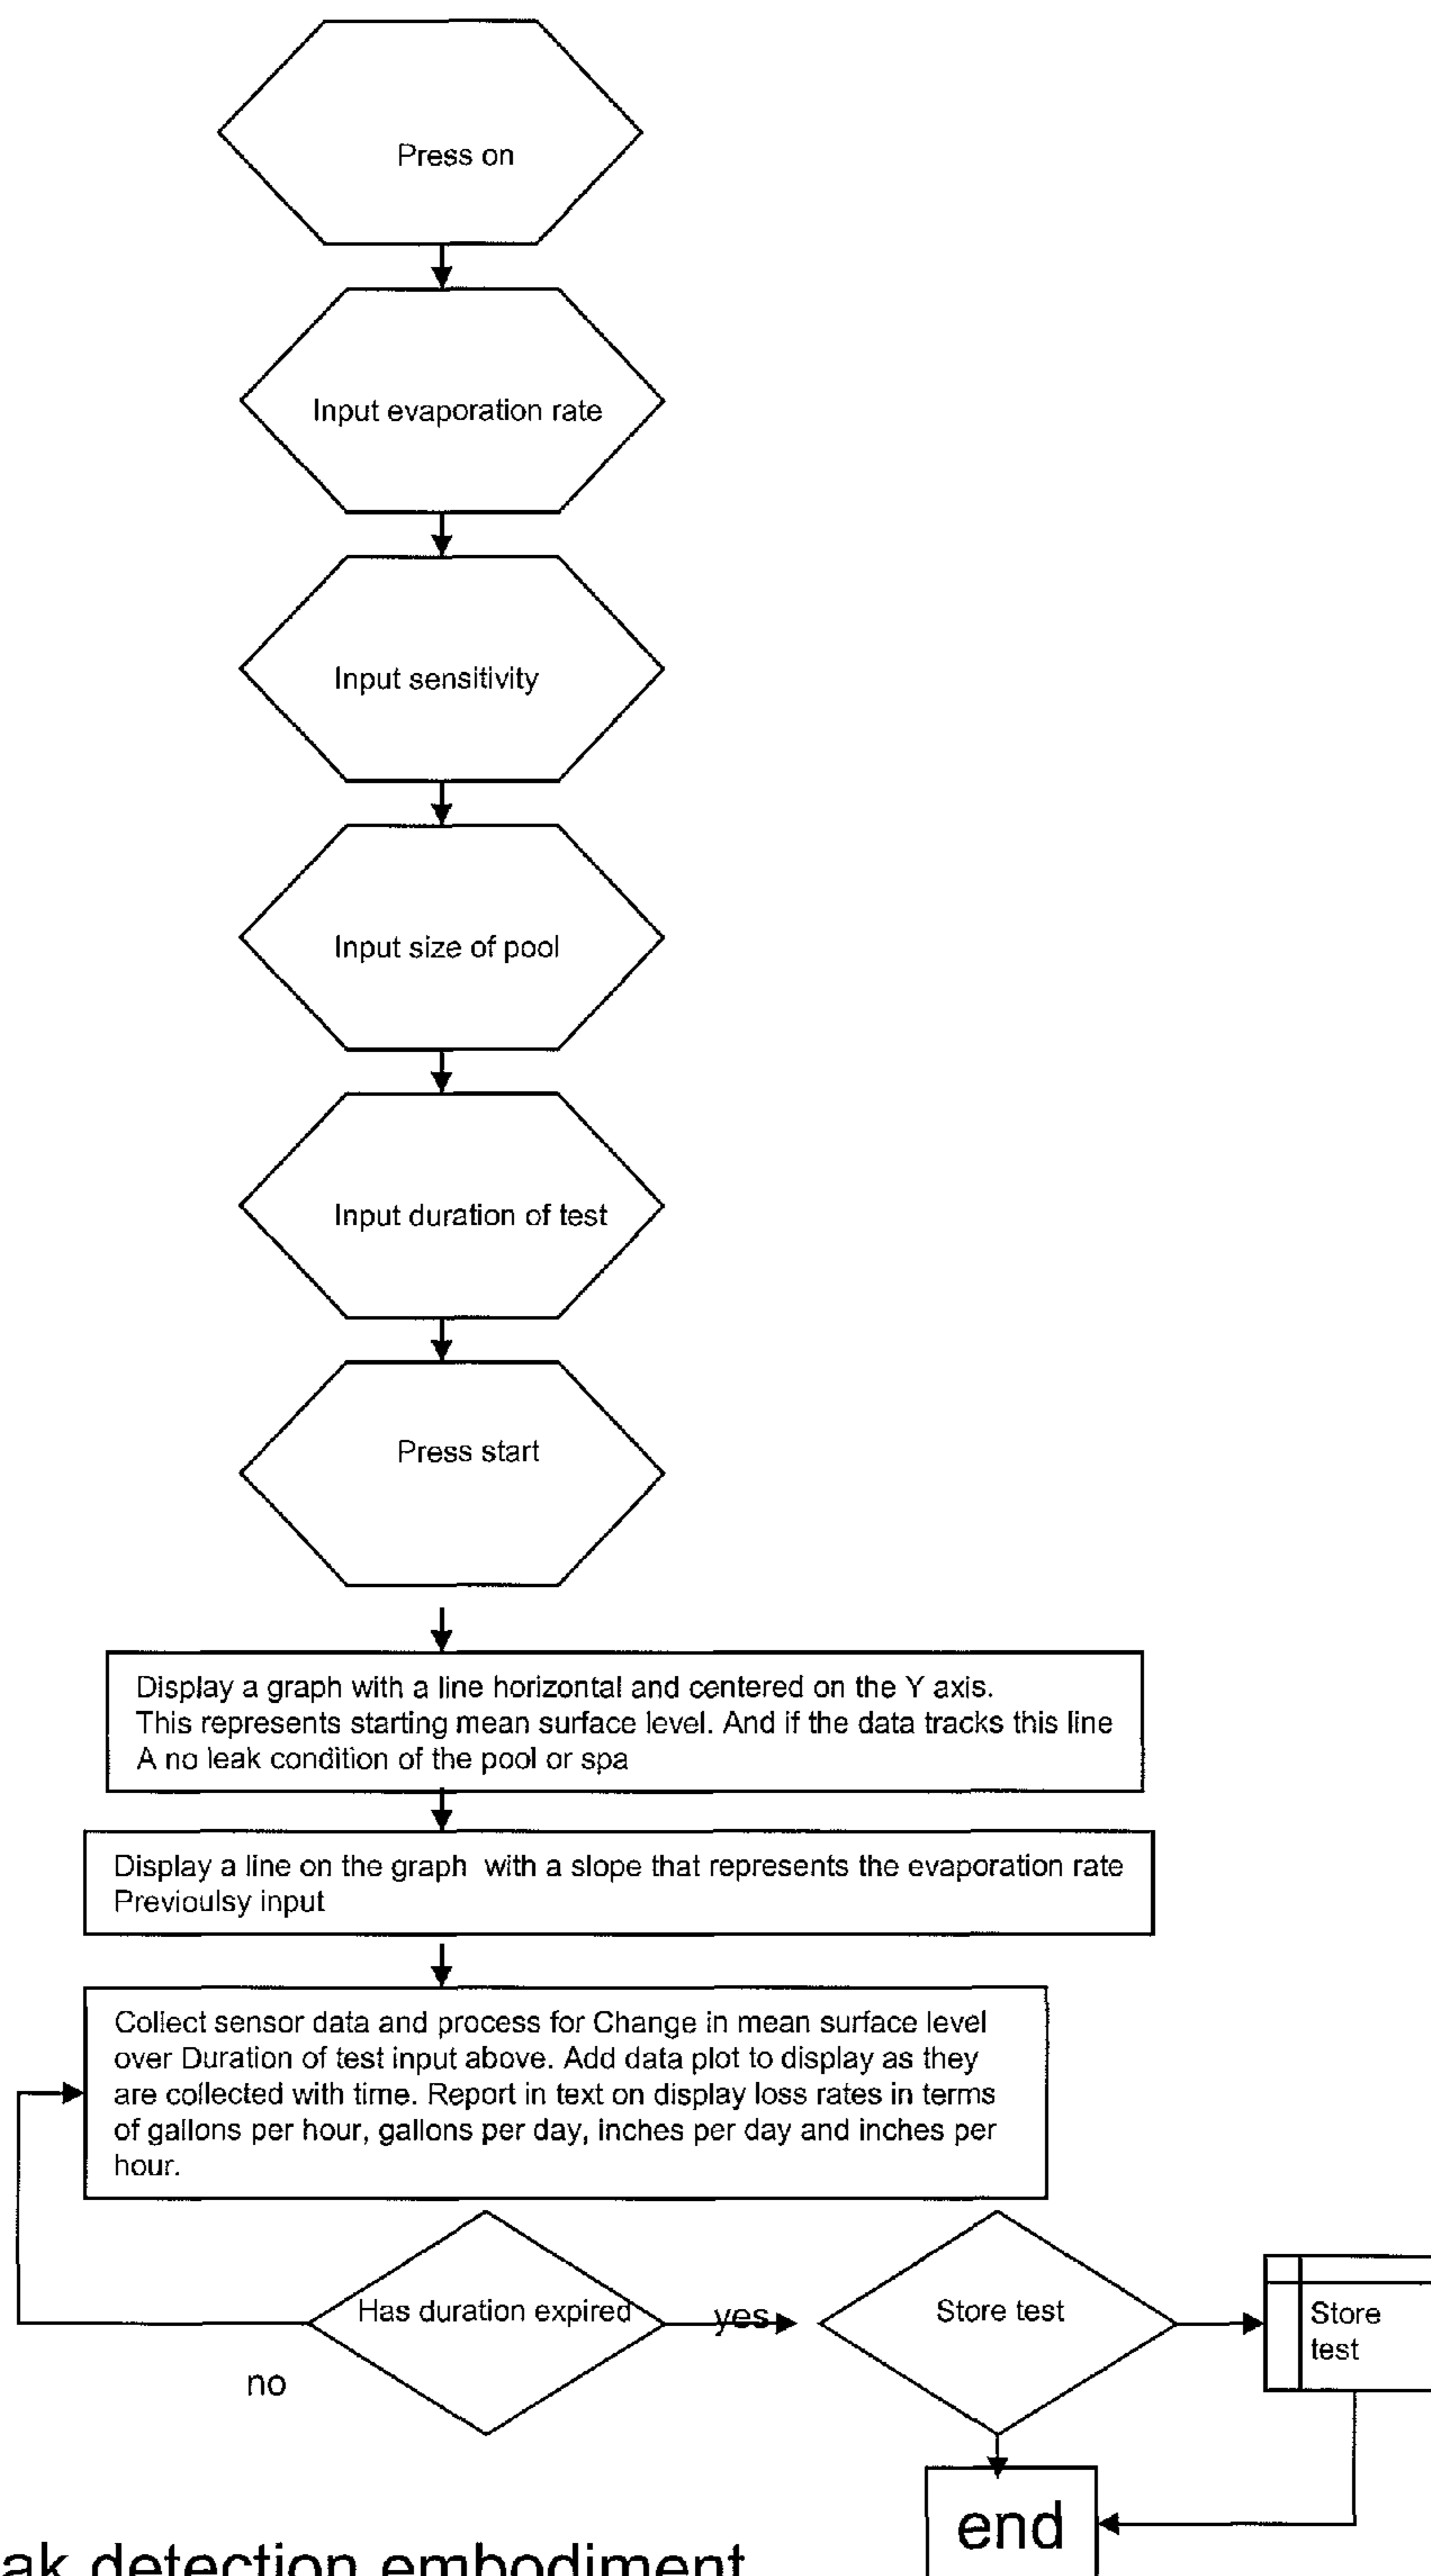 Press on
Input evaporation rate
Input sensitivity
Input size of pool
Input duration of test
Press start
Display a graph with a line horizontal and centered on the Y axis.
This represents starting mean surface level. And if the data tracks this line
A no leak condition of the pool or spa
Display a line on the graph with a slope that represents the evaporation rate
Previoulsy input
Collect sensor data and process for Change in mean surface level
over Duration of test input above. Add data plot to display as they
are collected with time. Report in text on display loss rates in terms
of gallons per hour, gallons per day, inches per day and inches per
hour.
Has duration expired
yes
Store test
Store
test
no
end
ak detection embodiment